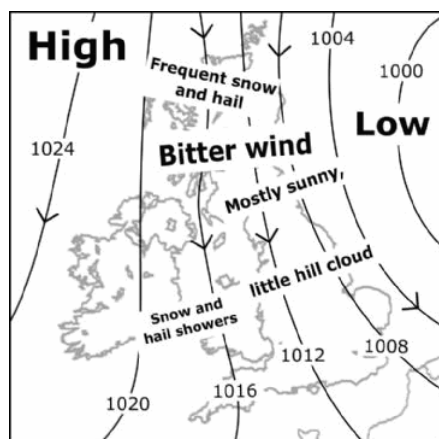 High
1004
Frequent snow
and hail
1000
Low
1024
Bitter wind
Mostly sunny,
little hill cloud
Snow and
hail showers
1012
1008
1016
1020